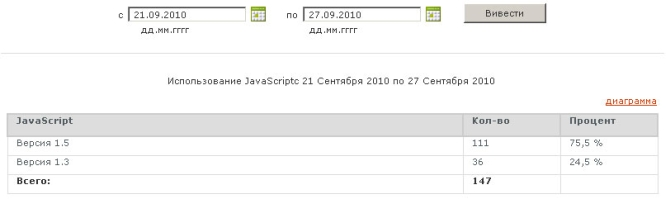 с 21.09.2010 по 27.09.2010 Вивести
дд.мм.гггг дд.мм.гггг
Использование JavaScriptс 21 Сентября 2010 по 27 Сентября 2010
диаграмма
JavaScript Кол-во Процент
Версия 1.5 111 75,5 %
Версия 1.3 36 24,5 %
Всего: 147